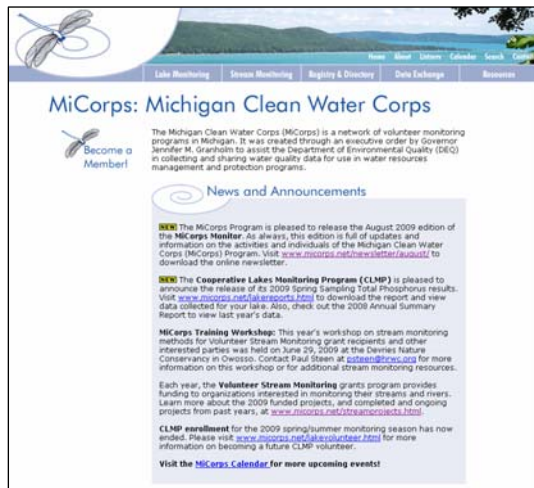 Home About Listserv Calendar Search
Lake Monitoring Stream Monitoring Registry & Directory Data Exchange Resources
MiCorps: Michigan Clean Water Corps
Become a
Member!
The Michigan Clean Water Corps (MiCorps) is a network of volunteer monitoring
programs in Michigan. It was created through an executive order by Governor
Jennifer M. Granholm to assist the Department of Environmental Quality (DEQ)
in collecting and sharing water quality data for use in water resources
management and protection programs.
News and Announcements
NEW The MiCorps Program is pleased to release the August 2009 edition of
the MiCorps Monitor. As always, this edition is full of updates and
information on the activities and individuals of the Michigan Clean Water
Corps (MiCorps) Program. Visit www.micorps.net/newsletter/august/ to
download the online newsletter.
NEW The Cooperative Lakes Monitoring Program (CLMP) is pleased to
announce the release of its 2009 Spring Sampling Total Phosphorus results.
Visit www.micorps.net/lakereports.html to download the report and view
data collected for your lake. Also, check out the 2008 Annual Summary
Report to view last year's data.
MiCorps Training Workshop: This year's workshop on stream monitoring
methods for Volunteer Stream Monitoring grant recipients and other
interested parties was held on June 29, 2009 at the Devries Nature
Conservancy in Owosso. Contact Paul Steen at psteen@hrwc.org for more
information on this workshop or for additional stream monitoring resources.
Each year, the Volunteer Stream Monitoring grants program provides
funding to organizations interested in monitoring their streams and rivers.
Learn more about the 2009 funded projects, and completed and ongoing
projects from past years, at www.micorps.net/streamprojects.html.
CLMP enrollment for the 2009 spring/summer monitoring season has now
ended. Please visit www.micorps.net/lakevolunteer.html for more
information on becoming a future CLMP volunteer.
Visit the MiCorps Calendar for more upcoming events!